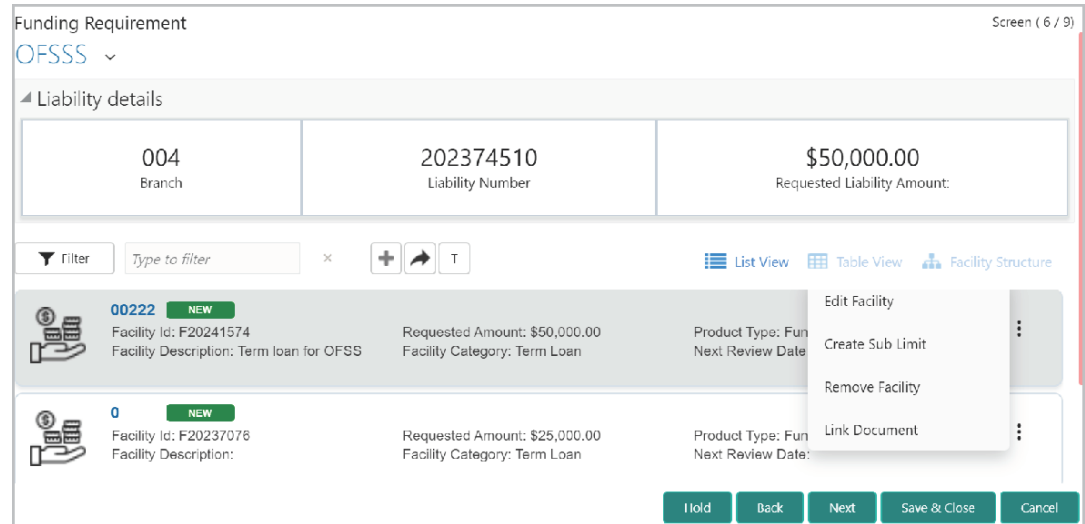 Funding Requirement
Screen ( 6 / 9)
OFSSS
Liability details
004
Branch
202374510
Liability Number
$50,000.00
Requested Liability Amount:
Filter
Type to filter
T
List View
Table View
Facility Structure
00222 NEW
Facility Id: F20241574
Requested Amount: $50,000.00
Product Type: Fun
Facility Description: Term loan for OFSS
Facility Category: Term Loan
Next Review Date
Edit Facility
Create Sub Limit
Remove Facility
Link Document
0 NEW
Facility Id: F20237076
Requested Amount: $25,000.00
Product Type: Fun
Facility Description:
Facility Category: Term Loan
Next Review Date:
Hold
Back
Next
Save & Close
Cancel